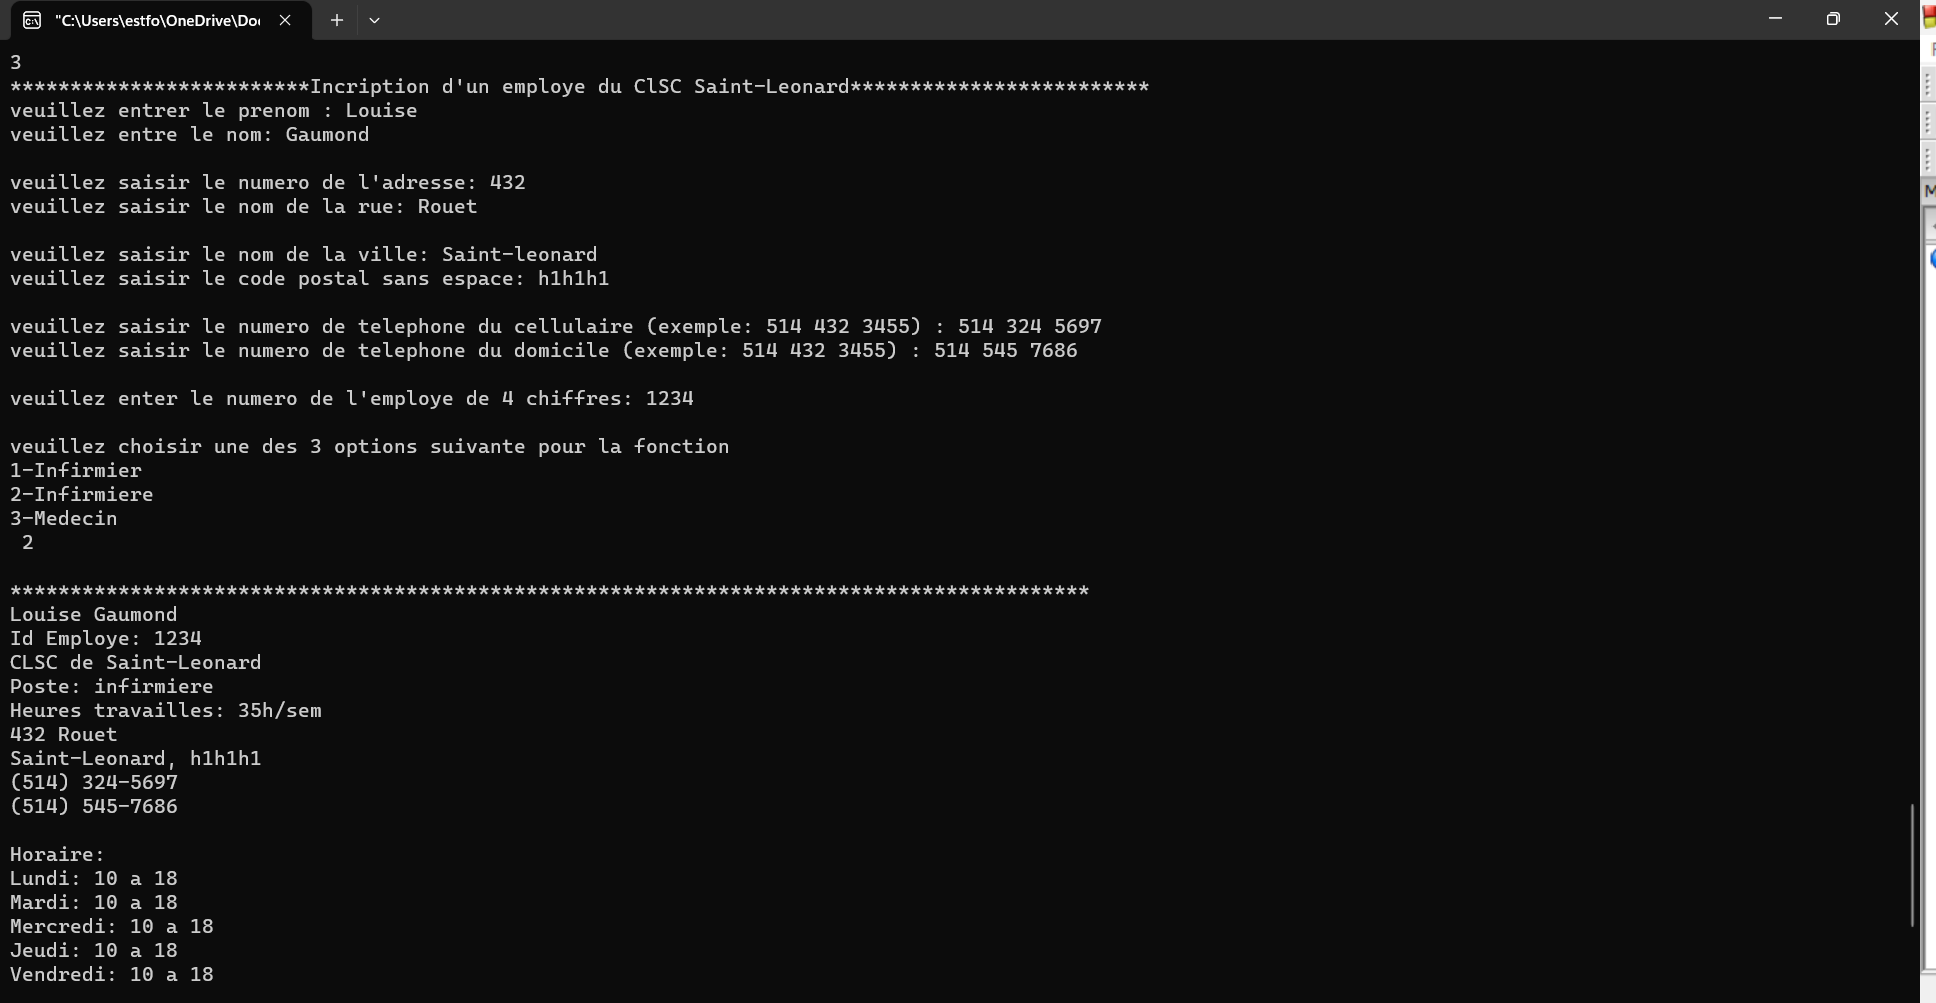 "C:\Users\estfo\OneDrive\Do
3
*************************Incription d'un employe du ClSC Saint-Leonard*************************
veuillez entrer le prenom : Louise
veuillez entre le nom: Gaumond
veuillez saisir le numero de l'adresse: 432
veuillez saisir le nom de la rue: Rouet
veuillez saisir le nom de la ville: Saint-leonard
veuillez saisir le code postal sans espace: h1h1h1
veuillez saisir le numero de telephone du cellulaire (exemple: 514 432 3455) : 514 324 5697
veuillez saisir le numero de telephone du domicile (exemple: 514 432 3455) : 514 545 7686
veuillez enter le numero de l'employe de 4 chiffres: 1234
veuillez choisir une des 3 options suivante pour la fonction
1-Infirmier
2-Infirmiere
3-Medecin
2
******************************************************************************************
Louise Gaumond
Id Employe: 1234
CLSC de Saint-Leonard
Poste: infirmiere
Heures travailles: 35h/sem
432 Rouet
Saint-Leonard, h1h1h1
(514) 324-5697
(514) 545-7686
Horaire:
Lundi: 10 a 18
Mardi: 10 a 18
Mercredi: 10 a 18
Jeudi: 10 a 18
Vendredi: 10 a 18